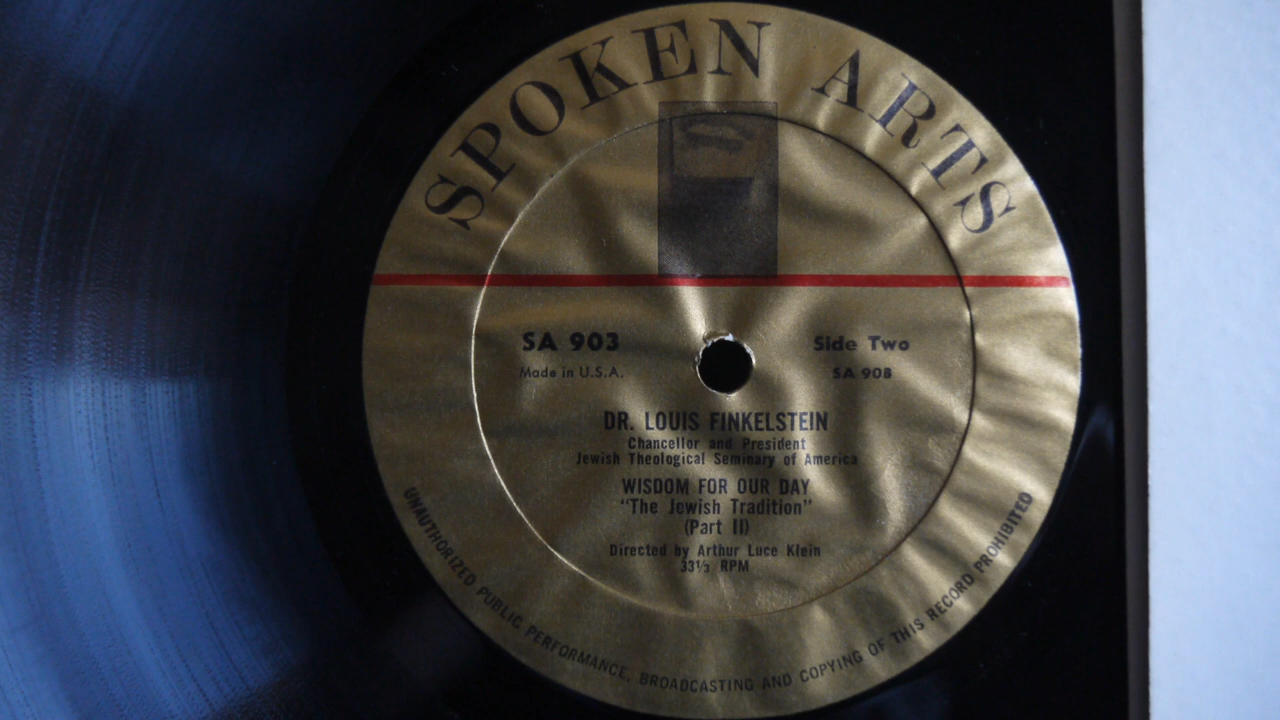 SPOKEN ARTS
SA 903
Side Two
Made in U.S.A.
SA 90B
DR. LOUIS FINKELSTEIN
Chancellor and President
Jewish Theological Seminary of America
WISDOM FOR OUR DAY
"The Jewish Tradition"
(Part II)
Directed by Arthur Luce Klein
33⅓ RPM
UNAUTHORIZED PUBLIC PERFORMANCE, BROADCASTING AND COPYING OF THIS RECORD PROHIBITED